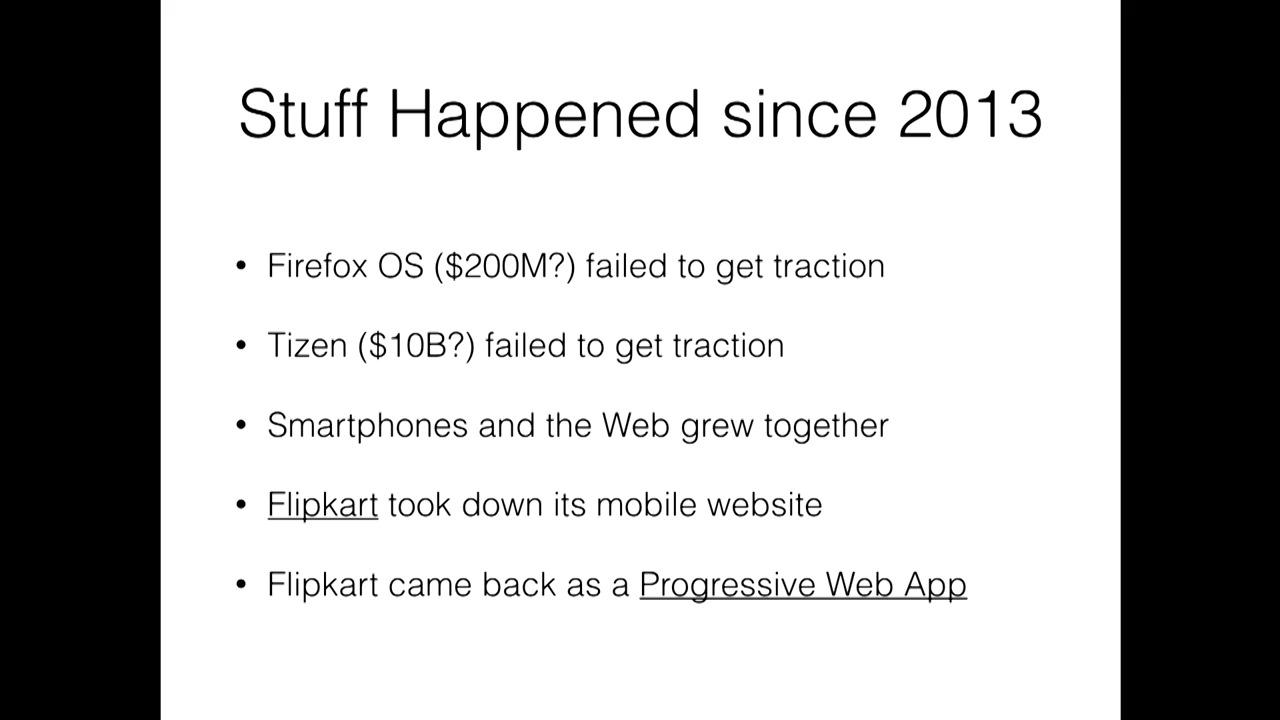 Stuff Happened since 2013
• Firefox OS ($200M?) failed to get traction
• Tizen ($10B?) failed to get traction
• Smartphones and the Web grew together
• Flipkart took down its mobile website
• Flipkart came back as a Progressive Web App